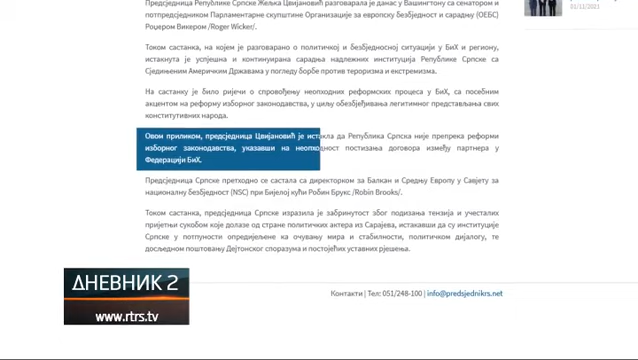 Предсједница Републике Српске Жељка Цвијановић разговарала је данас у Вашингтону са сенатором и
потпредсједником Парламентарне скупштине Организације за европску безбједност и сарадњу (ОЕБС)
Роџером Викером /Roger Wicker/.
Током састанка, на којем је разговарано о политичкој и безбједносној ситуацији у БиХ и региону,
истакнута је успјешна и континуирана сарадња надлежних институција Републике Српске са
Сједињеним Америчким Државама у погледу борбе против тероризма и екстремизма.
На састанку је било ријечи о спровођењу неопходних реформских процеса у БиХ, са посебним
акцентом на реформу изборног законодавства, у циљу обезбјеђивања легитимног представљања свих
конститутивних народа.
Овом приликом, предсједница Цвијановић је истакла да Република Српска није препрека реформи
изборног законодавства, указавши на неопходност постизања договора између партнера у
Федерацији БиХ.
Предсједница Српске претходно се састала са директорком за Балкан и Средњу Европу у Савјету за
националну безбједност (NSC) при Бијелој кући Робин Брукс /Robin Brooks/.
Током састанка, предсједница Српске изразила је забринутост због подизања тензија и учесталих
пријетњи сукобом које долазе од стране политичких актера из Сарајева, истакавши да су институције
Српске у потпуности опредијељене ка очувању мира и стабилности, политичком дијалогу, те
досљедном поштовању Дејтонског споразума и постојећих уставних рјешења.
01/11/2021
Контакти | Тел: 051/248-100 | info@predsjednikrs.net
ДНЕВНИК 2
www.rtrs.tv